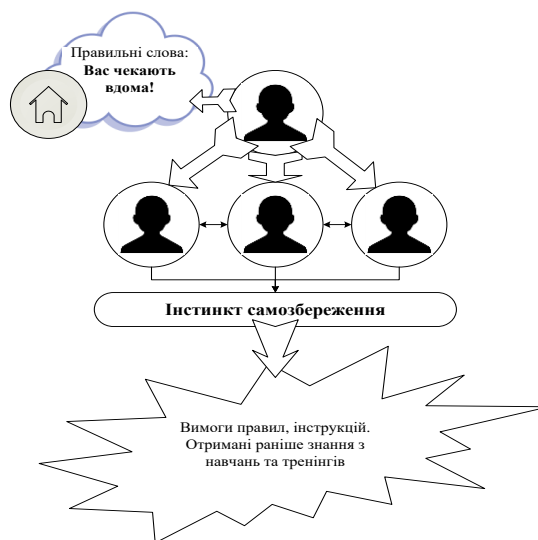 Правильні слова:
Вас чекають
вдома!
Інстинкт самозбереження
Вимоги правил, інструкцій.
Отримані раніше знання з
навчань та тренінгів